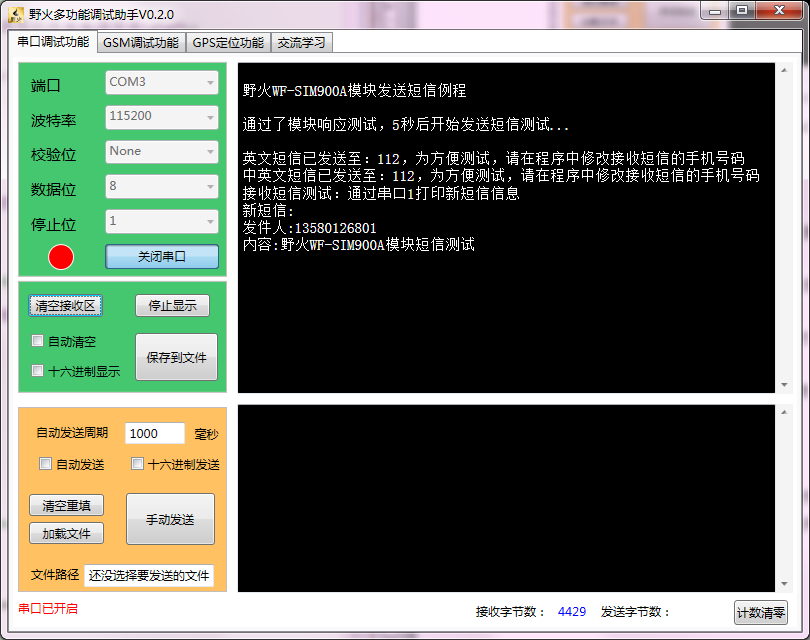 野火多功能调试助手V0.2.0
串口调试功能 GSM调试功能 GPS定位功能 交流学习
端口 COM3
波特率 115200
校验位 None
数据位 8
停止位 1
关闭串口
清空接收区 停止显示
自动清空
保存到文件
十六进制显示
野火WF-SIM900A模块发送短信例程
通过了模块响应测试，5秒后开始发送短信测试...
英文短信已发送至：112，为方便测试，请在程序中修改接收短信的手机号码
中英文短信已发送至：112，为方便测试，请在程序中修改接收短信的手机号码
接收短信测试：通过串口1打印新短信信息
新短信:
发件人:13580126801
内容:野火WF-SIM900A模块短信测试
自动发送周期 1000 毫秒
自动发送 十六进制发送
清空重填
手动发送
加载文件
文件路径 还没选择要发送的文件
串口已开启
接收字节数： 4429 发送字节数： 计数清零